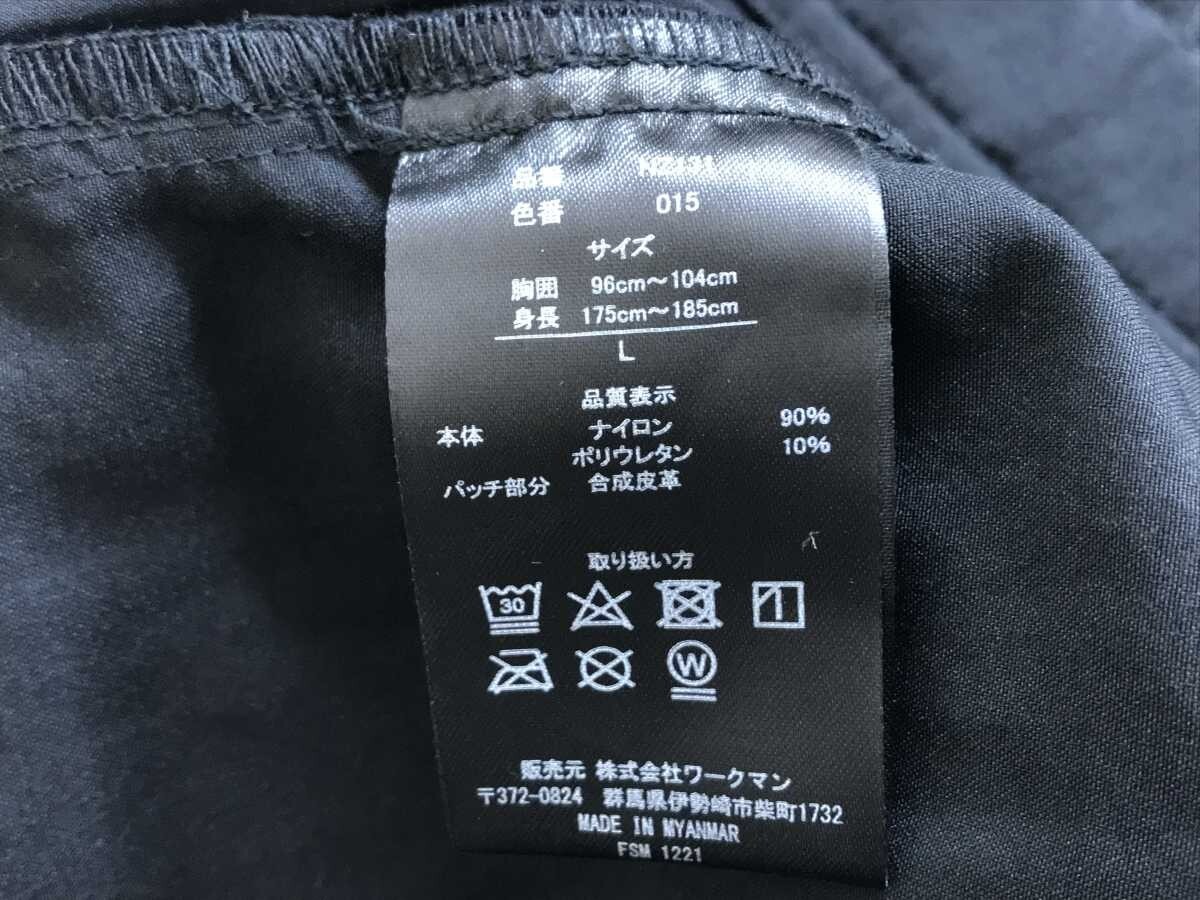 品番
色番 015
サイズ
胸囲 96cm～104cm
身長 175cm～185cm
L
品質表示
本体 ナイロン 90%
ポリウレタン 10%
パッチ部分 合成皮革
取り扱い方
30
W
販売元 株式会社ワークマン
〒372-0824 群馬県伊勢崎市柴町1732
MADE IN MYANMAR
FSM 1221